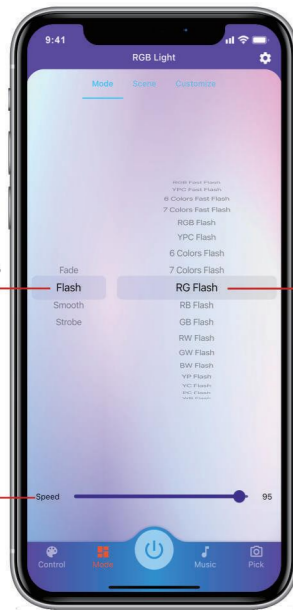 9:41
RGB Light
Mode Scene Customize
RGB Fast Flash
YPC Fast Flash
6 Colors Fast Flash
7 Colors Fast Flash
RGB Flash
YPC Flash
6 Colors Flash
Fade 7 Colors Flash
Flash RG Flash
Smooth RB Flash
Strobe GB Flash
RW Flash
GW Flash
BW Flash
YP Flash
YC Flash
PC Flash
Speed 95
Control Mode Music Pick